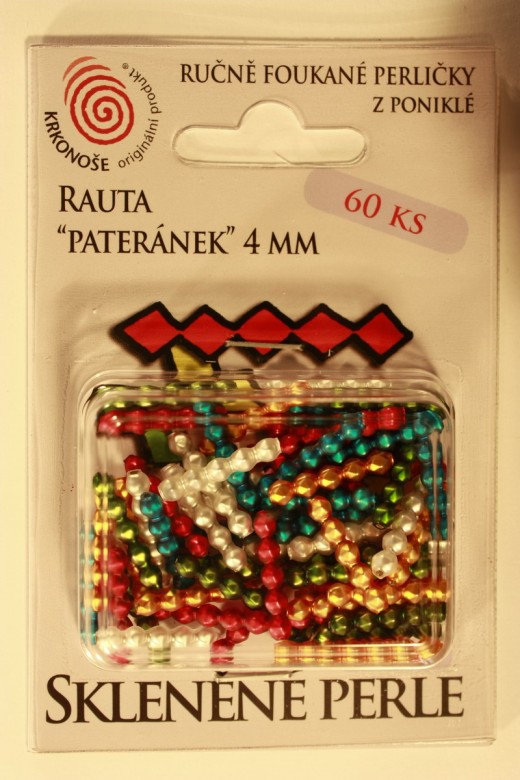 RUČNĚ FOUKANÉ PERLIČKY
Z PONIKLÉ
KRKONOŠE originální produkt®
RAUTA
“PATERÁNEK” 4 MM
60 KS
SKLENĚNÉ PERLE